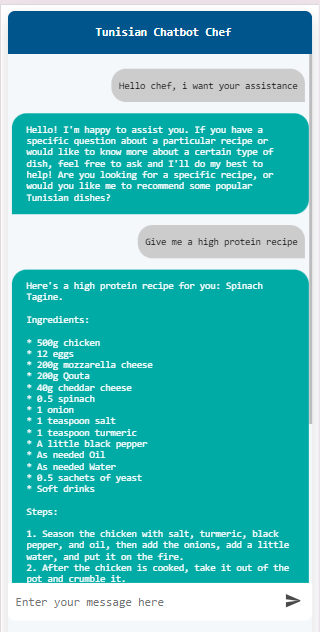 Tunisian Chatbot Chef
Hello chef, i want your assistance
Hello! I'm happy to assist you. If you have a
specific question about a particular recipe or
would like to know more about a certain type of
dish, feel free to ask and I'll do my best to
help! Are you looking for a specific recipe, or
would you like me to recommend some popular
Tunisian dishes?
Give me a high protein recipe
Here's a high protein recipe for you: Spinach
Tagine.
Ingredients:
* 500g chicken
* 12 eggs
* 200g mozzarella cheese
* 200g Qouta
* 40g cheddar cheese
* 0.5 spinach
* 1 onion
* 1 teaspoon salt
* 1 teaspoon turmeric
* A little black pepper
* As needed Oil
* As needed Water
* 0.5 sachets of yeast
* Soft drinks
Steps:
1. Season the chicken with salt, turmeric, black
pepper, and oil, then add the onions, add a little
water, and put it on the fire.
2. After the chicken is cooked, take it out of the
pot and crumble it.
Enter your message here